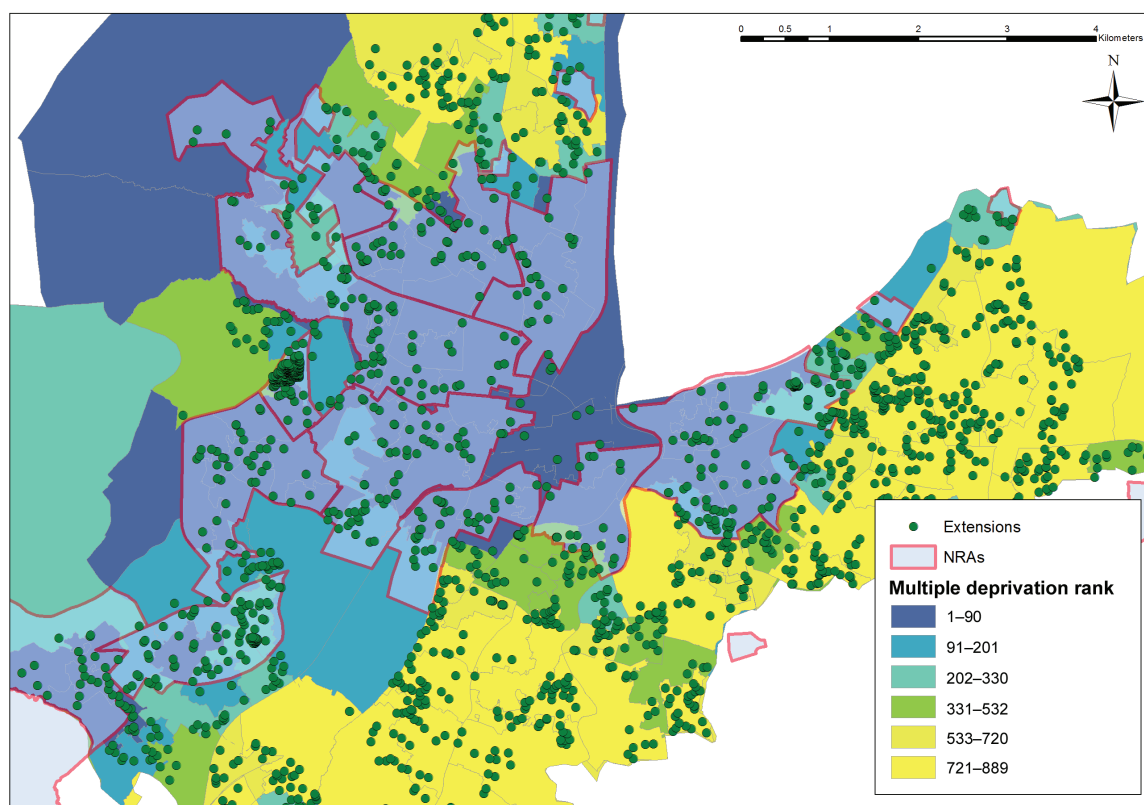 0 0.5 1 2 3 4
Kilometers
N
Extensions
NRAs
Multiple deprivation rank
1–90
91–201
202–330
331–532
533–720
721–889